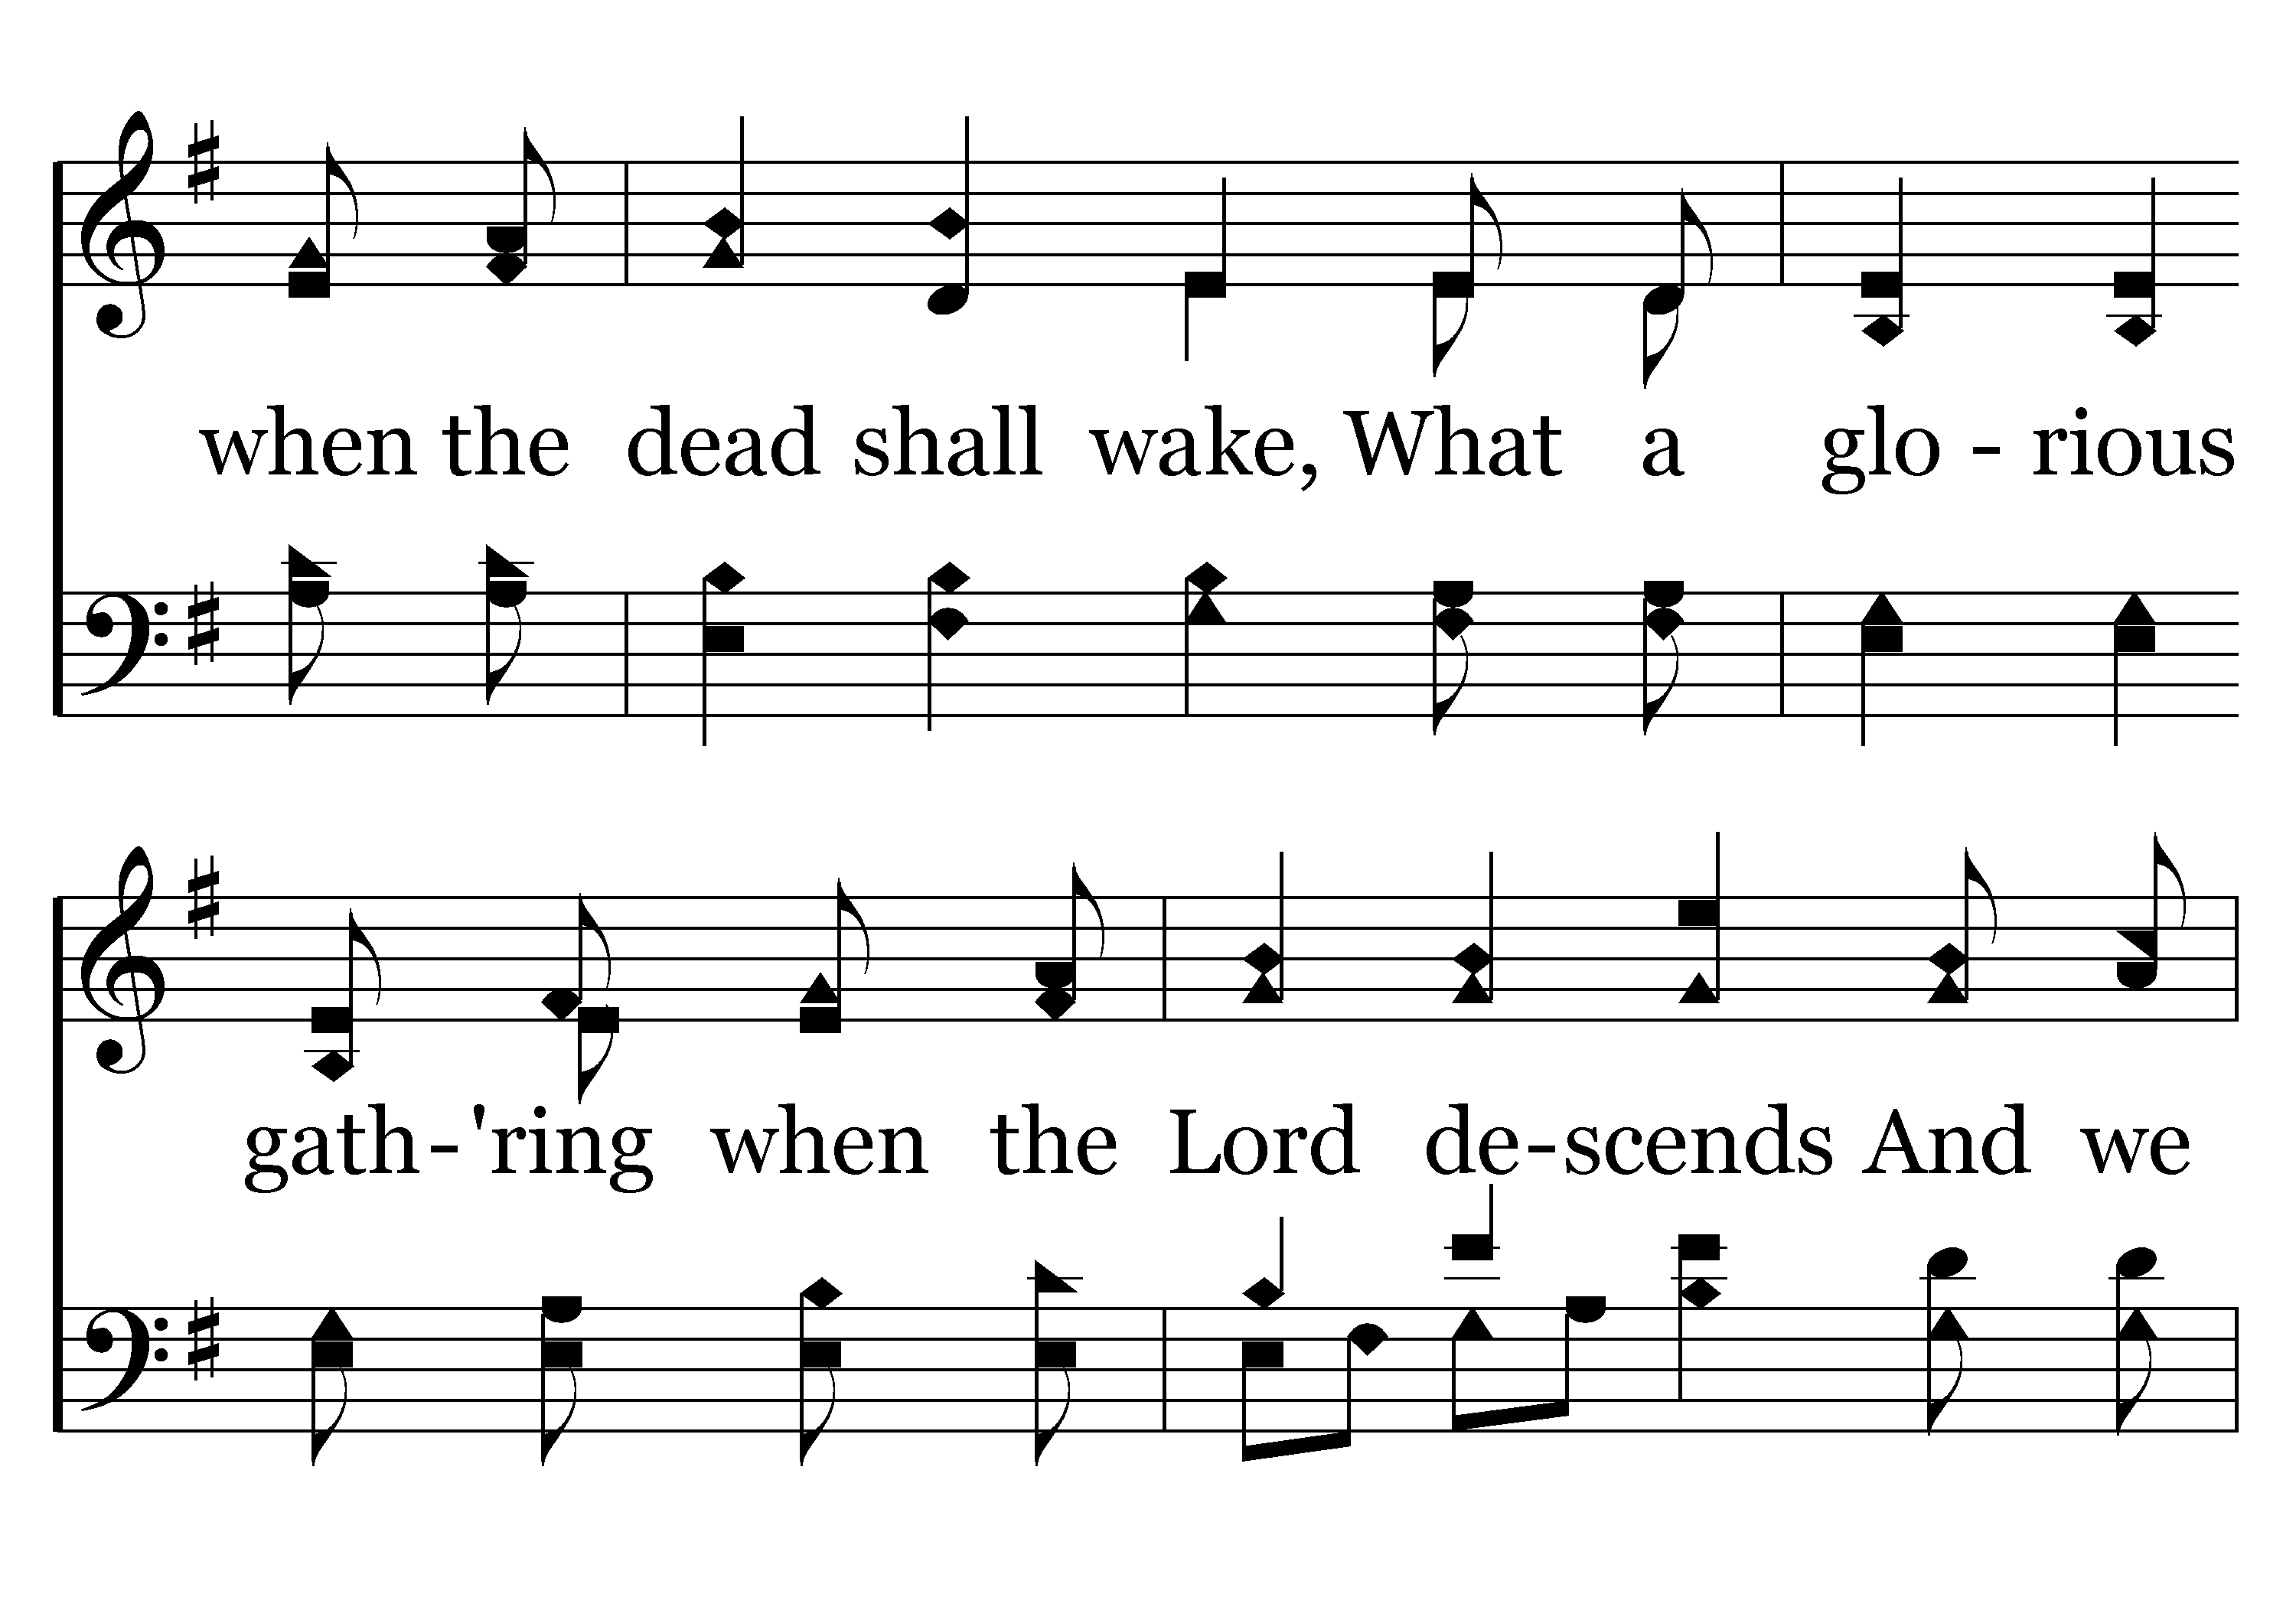 when the dead shall wake, What a glo - rious
gath-'ring when the Lord de-scends And we